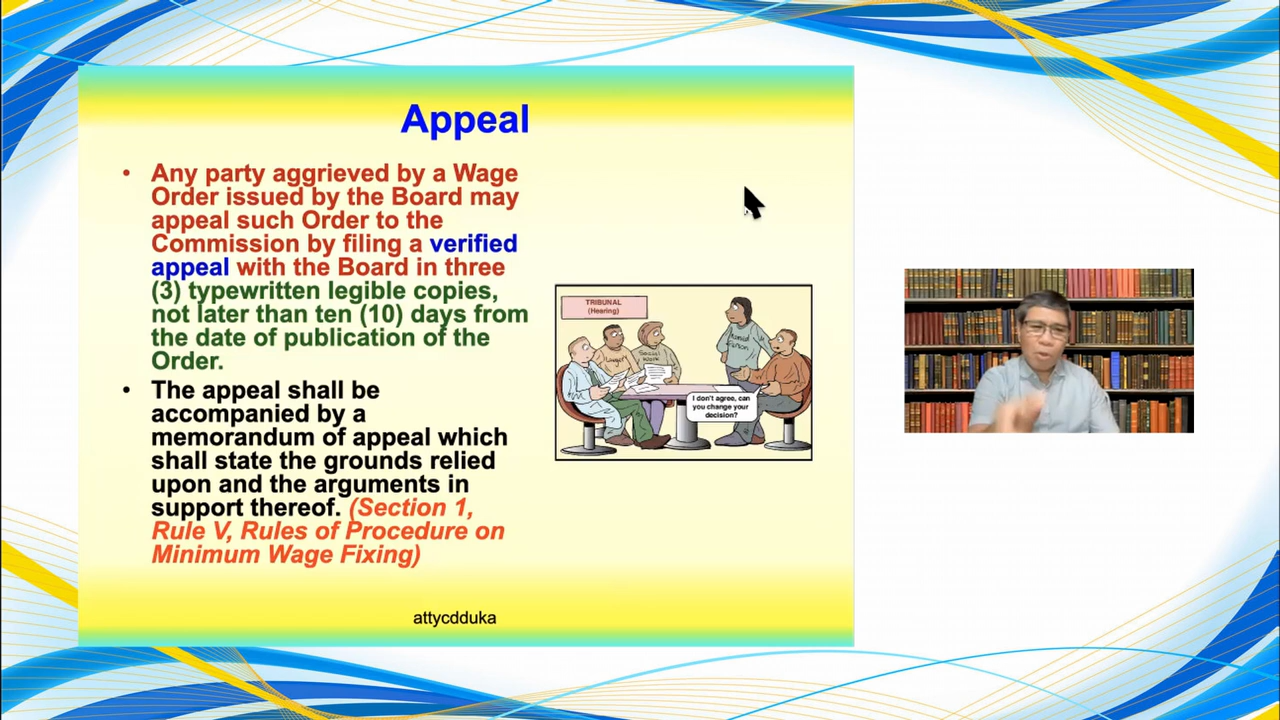 Appeal
• Any party aggrieved by a Wage
Order issued by the Board may
appeal such Order to the
Commission by filing a verified
appeal with the Board in three
(3) typewritten legible copies,
not later than ten (10) days from
the date of publication of the
Order.
• The appeal shall be
accompanied by a
memorandum of appeal which
shall state the grounds relied
upon and the arguments in
support thereof. (Section 1,
Rule V, Rules of Procedure on
Minimum Wage Fixing)
TRIBUNAL
(Hearing)
Lawyer
Social
Work
I don't agree, can
you change your
decision?
attycdduka